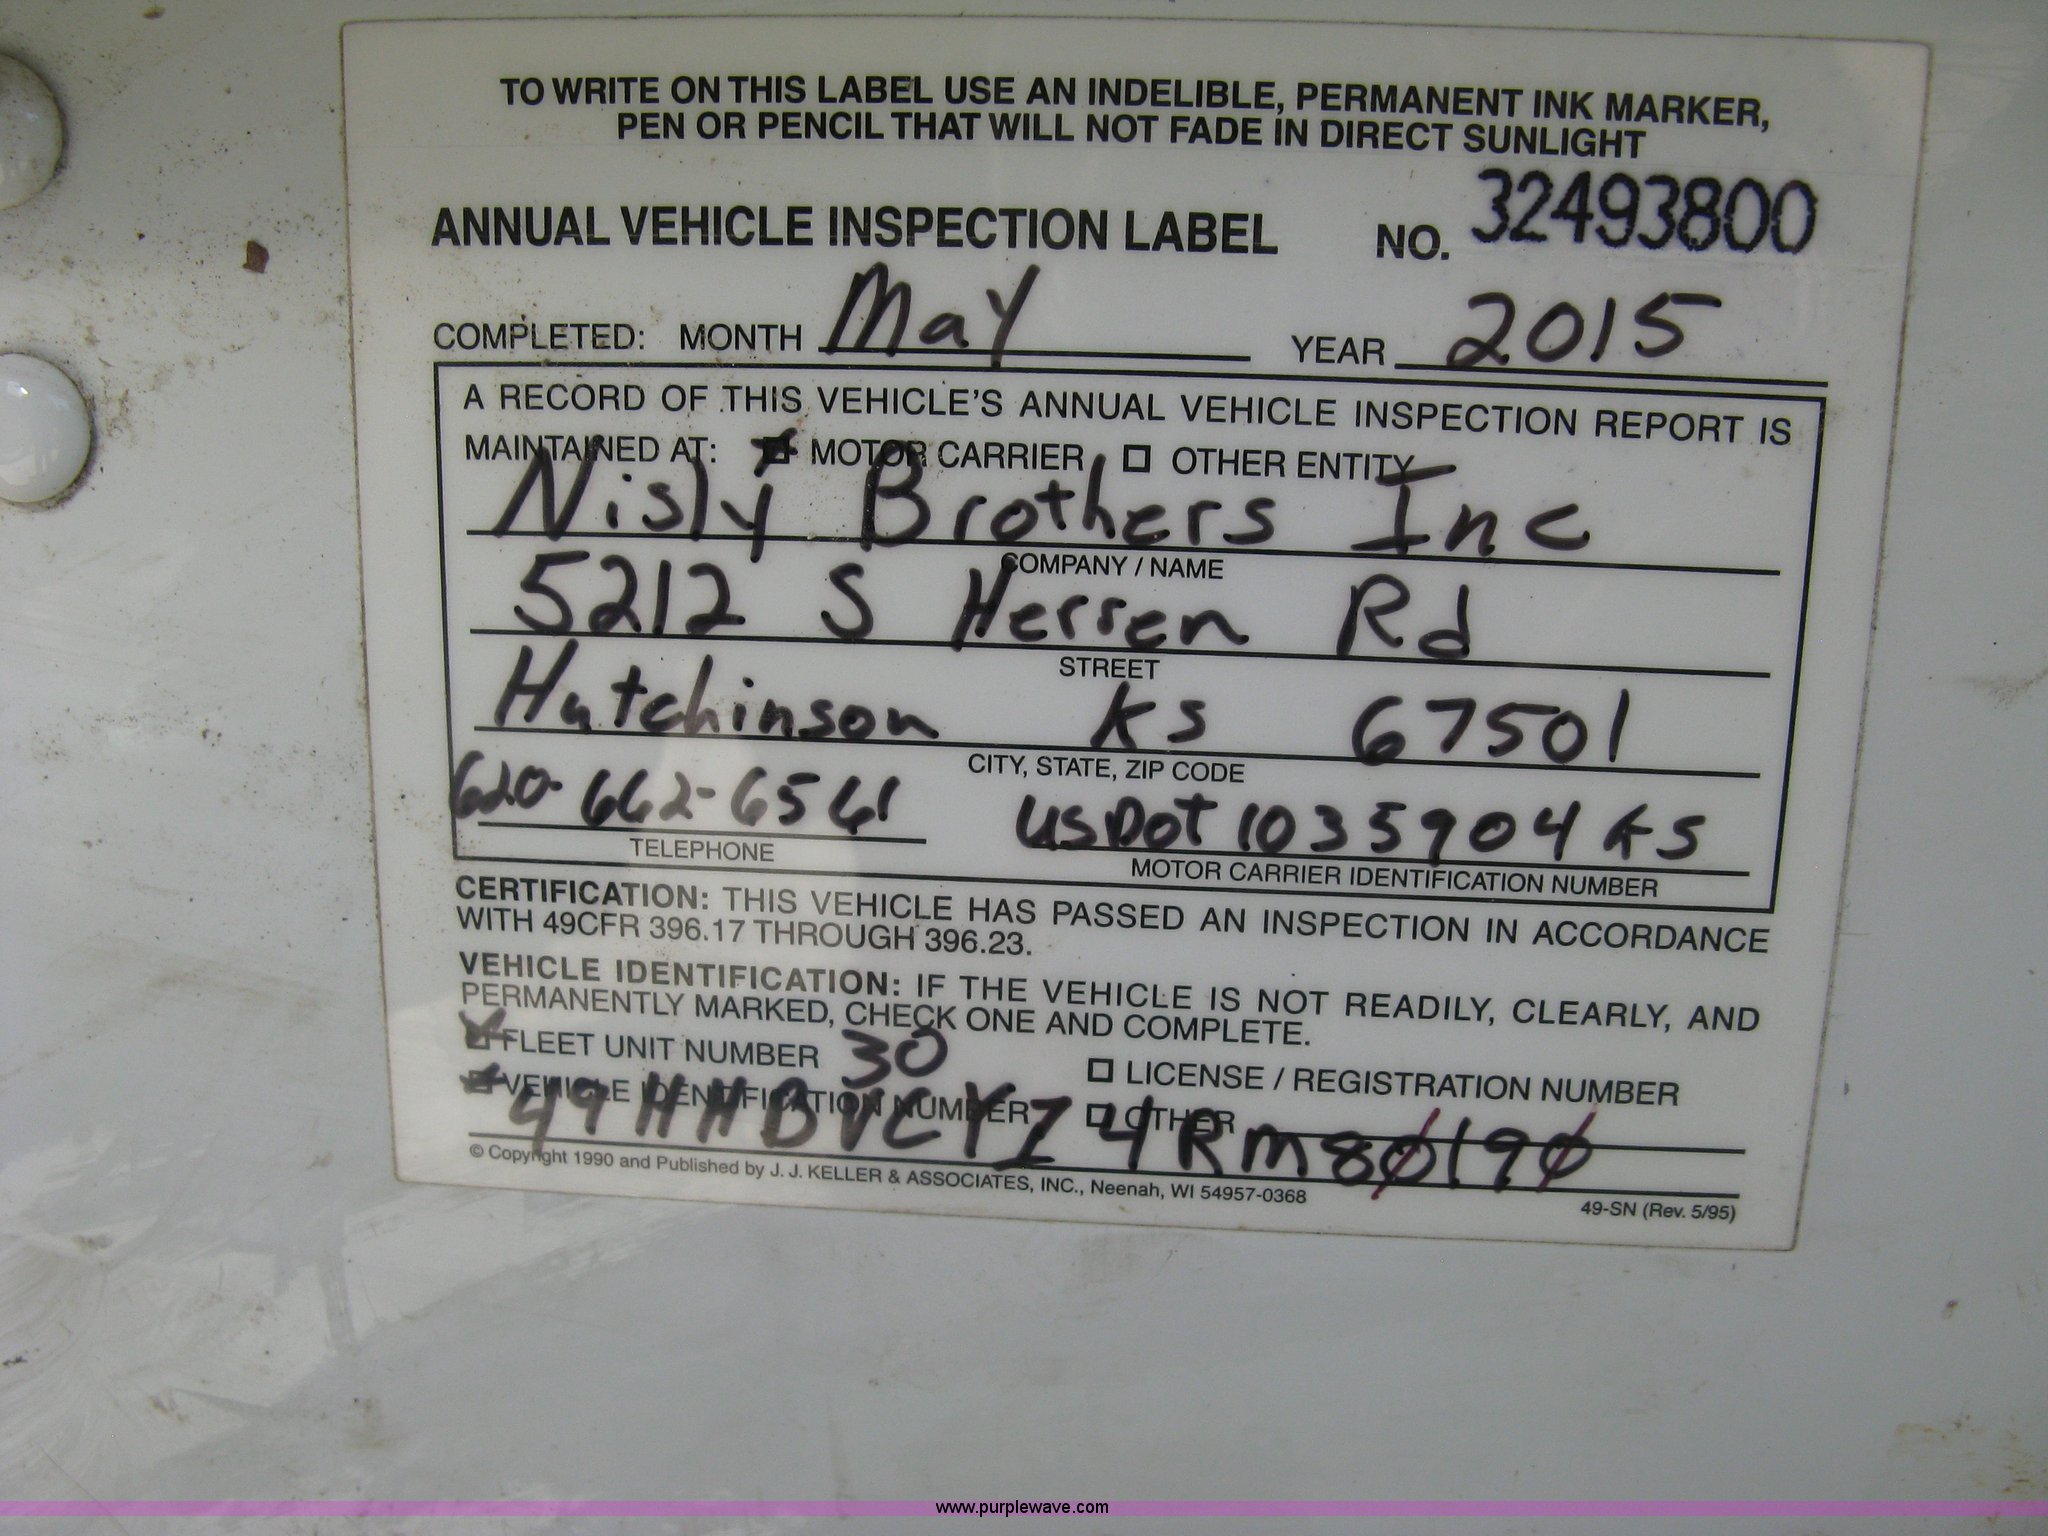 TO WRITE ON THIS LABEL USE AN INDELIBLE, PERMANENT INK MARKER,
PEN OR PENCIL THAT WILL NOT FADE IN DIRECT SUNLIGHT
ANNUAL VEHICLE INSPECTION LABEL NO. 32493800
COMPLETED: MONTH May YEAR 2015
A RECORD OF THIS VEHICLE'S ANNUAL VEHICLE INSPECTION REPORT IS
MAINTAINED AT: MOTOR CARRIER OTHER ENTITY
Nisly Brothers Inc
COMPANY / NAME
5212 S Herren Rd
STREET
Hutchinson KS 67501
CITY, STATE, ZIP CODE
620-662-6561 USDOT 1035904 KS
TELEPHONE MOTOR CARRIER IDENTIFICATION NUMBER
CERTIFICATION: THIS VEHICLE HAS PASSED AN INSPECTION IN ACCORDANCE
WITH 49CFR 396.17 THROUGH 396.23.
VEHICLE IDENTIFICATION: IF THE VEHICLE IS NOT READILY, CLEARLY, AND
PERMANENTLY MARKED, CHECK ONE AND COMPLETE.
FLEET UNIT NUMBER 30 LICENSE / REGISTRATION NUMBER
VEHICLE IDENTIFICATION NUMBER OTHER
49HHBVCYZ4RM80190
© Copyright 1990 and Published by J. J. KELLER & ASSOCIATES, INC., Neenah, WI 54957-0368 49-SN (Rev. 5/95)
www.purplewave.com